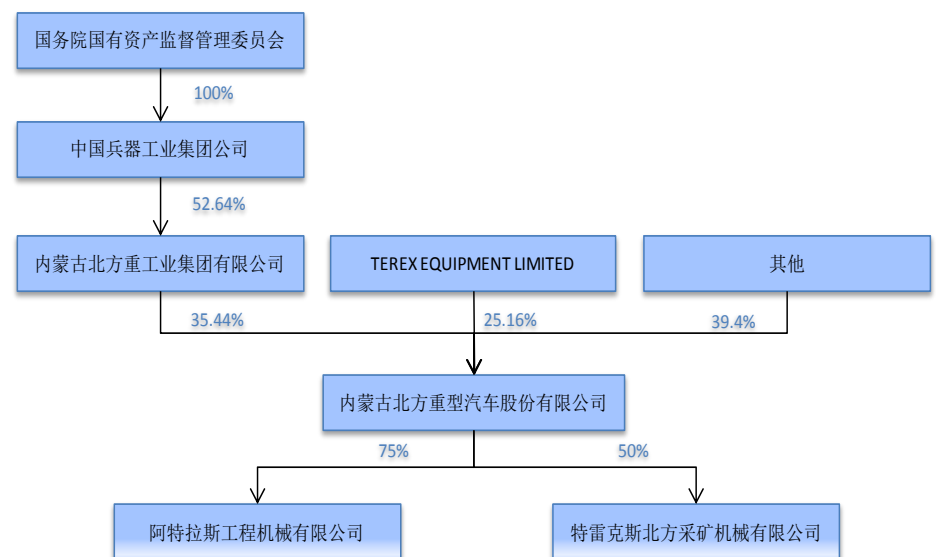 国务院国有资产监督管理委员会
100%
中国兵器工业集团公司
52.64%
内蒙古北方重工业集团有限公司
TEREX EQUIPMENT LIMITED
其他
35.44%
25.16%
39.4%
内蒙古北方重型汽车股份有限公司
75%
50%
阿特拉斯工程机械有限公司
特雷克斯北方采矿机械有限公司